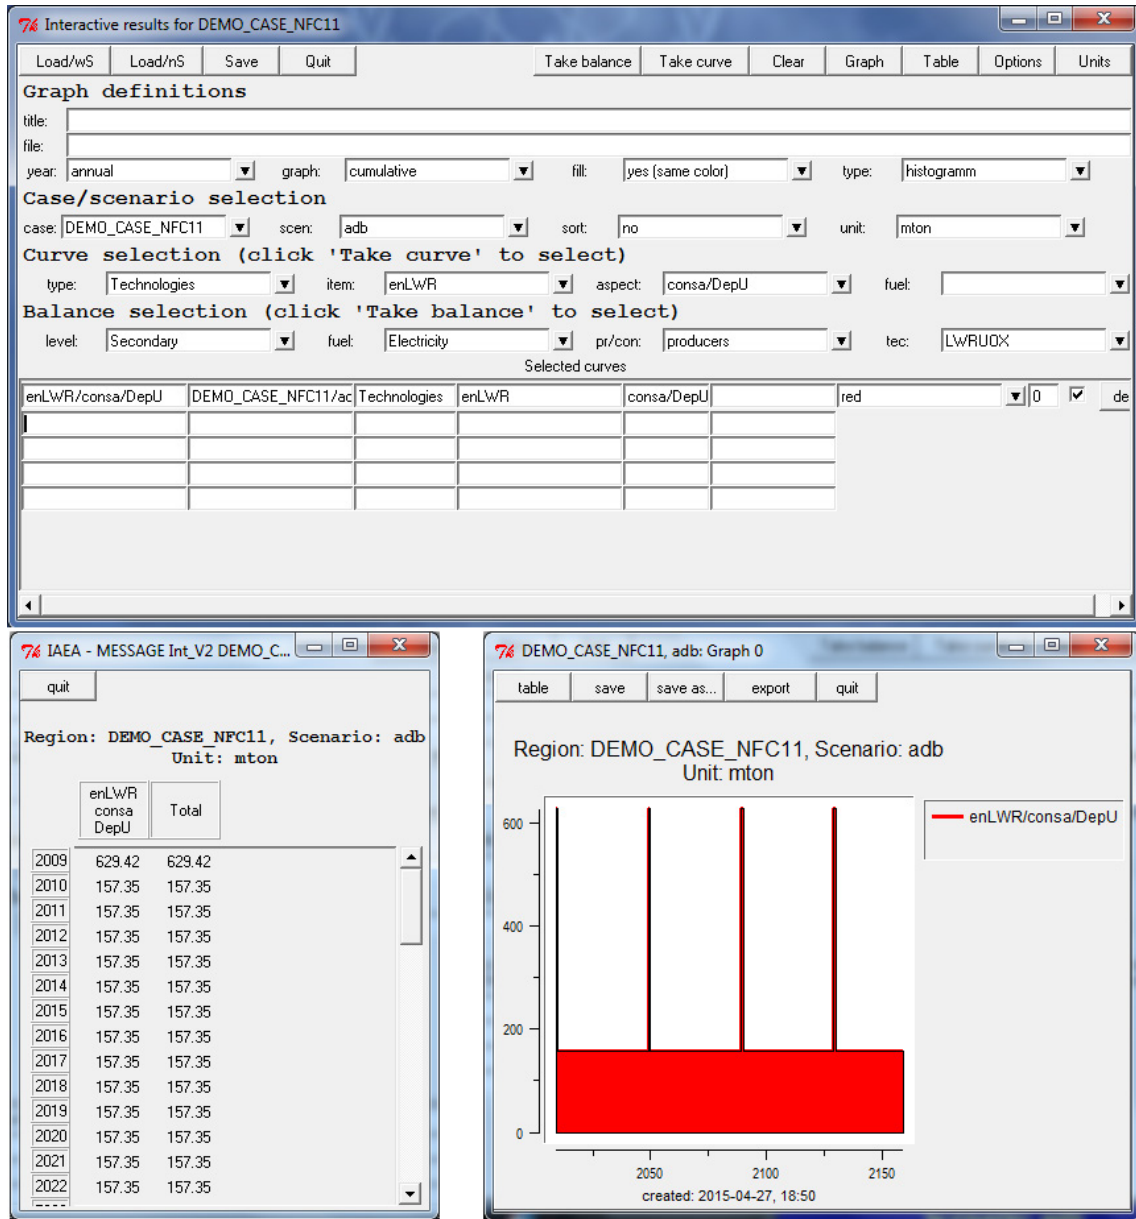 Interactive results for DEMO_CASE_NFC11
Load/wS Load/nS Save Quit Take balance Take curve Clear Graph Table Options Units
Graph definitions
title:
file:
year: annual graph: cumulative fill: yes (same color) type: histogramm
Case/scenario selection
case: DEMO_CASE_NFC11 scen: adb sort: no unit: mton
Curve selection (click 'Take curve' to select)
type: Technologies item: enLWR aspect: consa/DepU fuel:
Balance selection (click 'Take balance' to select)
level: Secondary fuel: Electricity pr/con: producers tec: LWRUOX
Selected curves
enLWR/consa/DepU DEMO_CASE_NFC11/ac Technologies enLWR consa/DepU red 0 de
IAEA - MESSAGE Int_V2 DEMO_C...
quit
Region: DEMO_CASE_NFC11, Scenario: adb
Unit: mton
enLWR
consa
DepU
Total
2009 629.42 629.42
2010 157.35 157.35
2011 157.35 157.35
2012 157.35 157.35
2013 157.35 157.35
2014 157.35 157.35
2015 157.35 157.35
2016 157.35 157.35
2017 157.35 157.35
2018 157.35 157.35
2019 157.35 157.35
2020 157.35 157.35
2021 157.35 157.35
2022 157.35 157.35
DEMO_CASE_NFC11, adb: Graph 0
table save save as... export quit
Region: DEMO_CASE_NFC11, Scenario: adb
Unit: mton
600
400
200
0
2050 2100 2150
created: 2015-04-27, 18:50
enLWR/consa/DepU